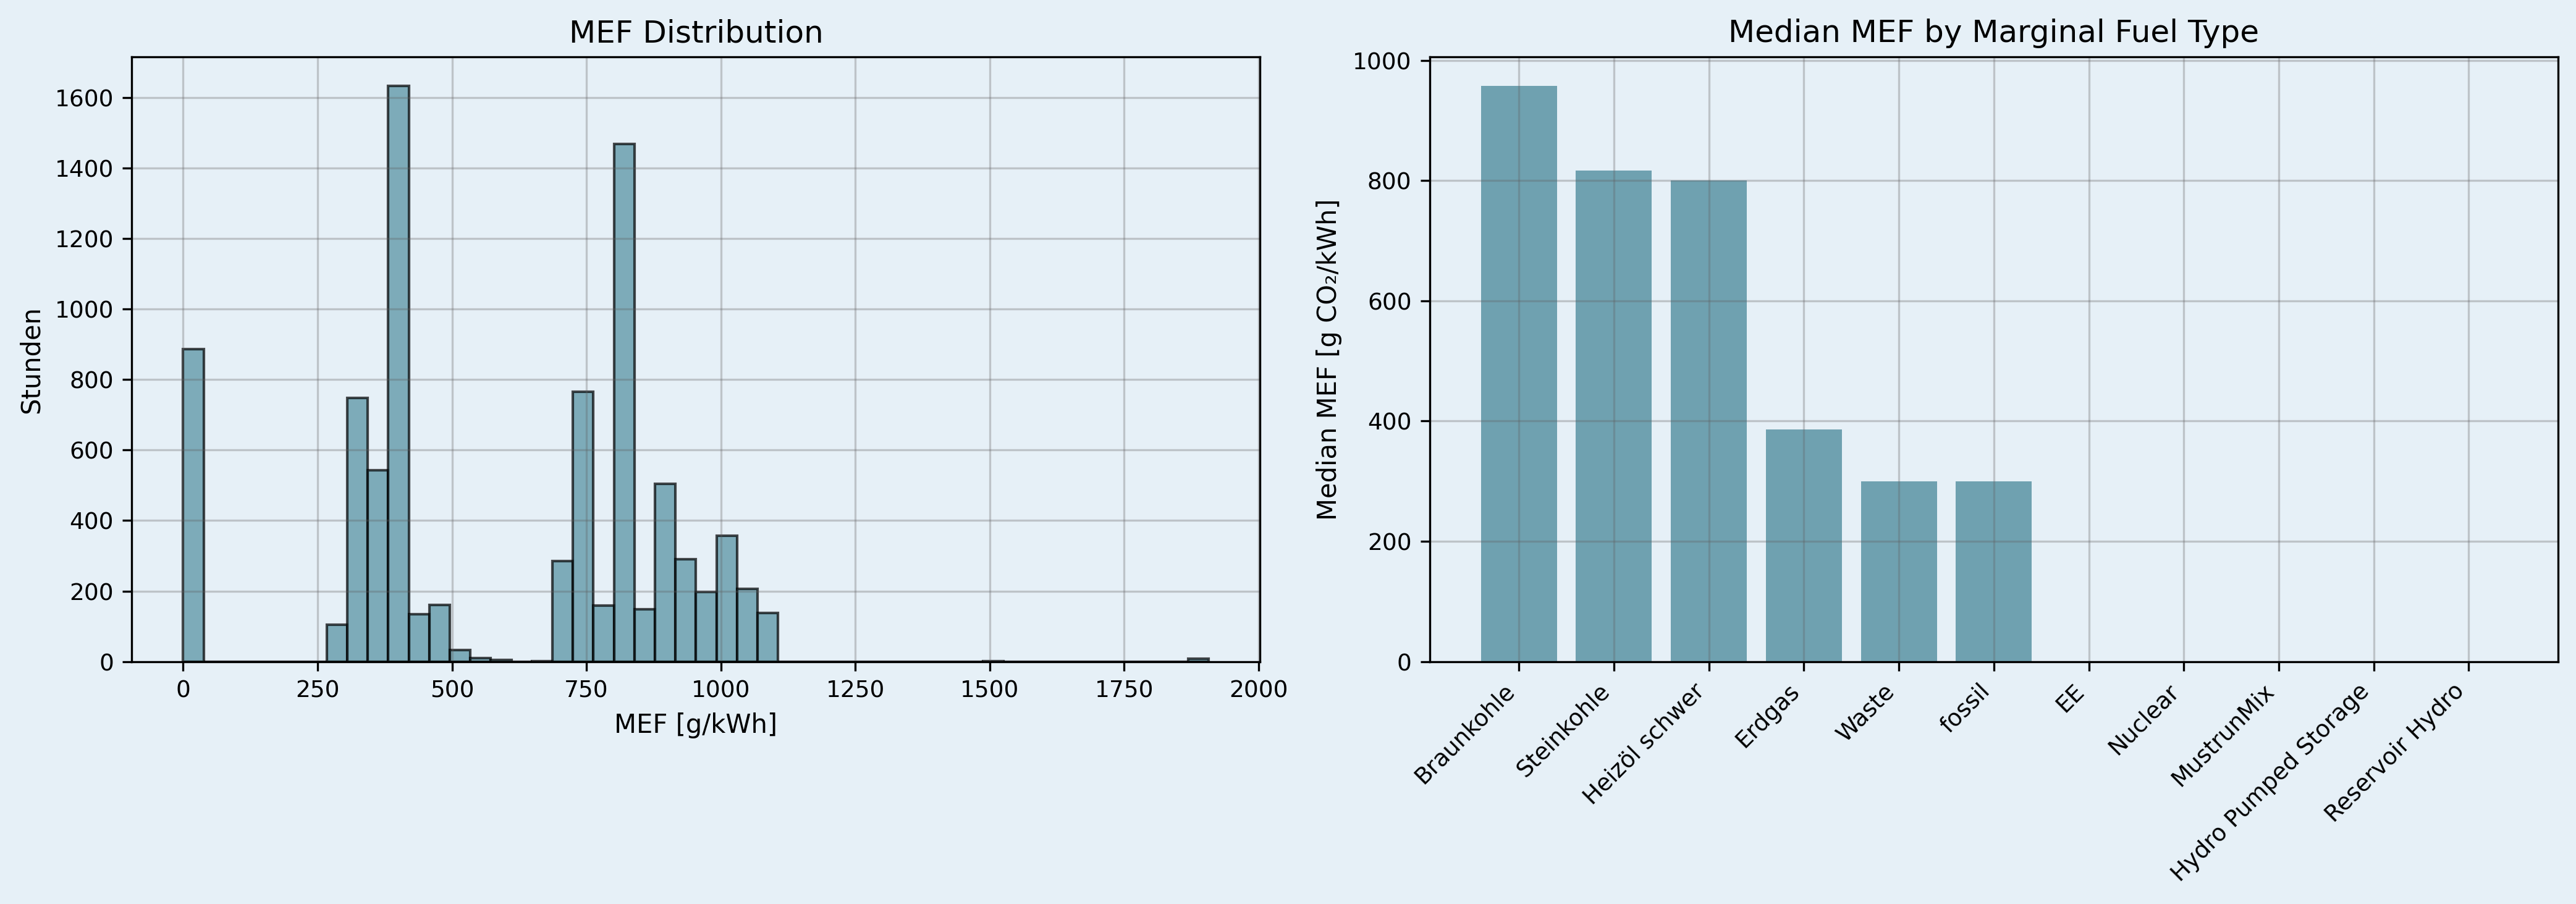 MEF Distribution
Stunden
1600
1400
1200
1000
800
600
400
200
0
0 250 500 750 1000 1250 1500 1750 2000
MEF [g/kWh]
Median MEF by Marginal Fuel Type
Median MEF [g CO₂/kWh]
1000
800
600
400
200
0
Braunkohle
Steinkohle
Heizöl schwer
Erdgas
Waste
fossil
EE
Nuclear
MustrunMix
Hydro Pumped Storage
Reservoir Hydro